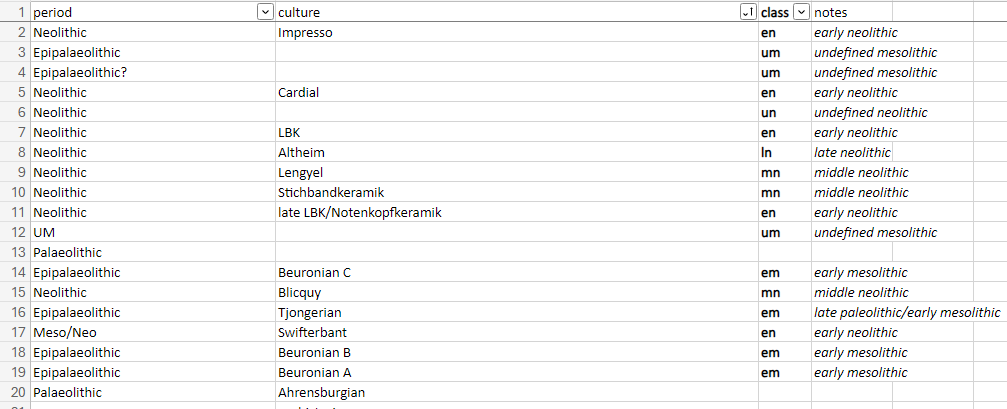 1 period culture class notes
2 Neolithic Impresso en early neolithic
3 Epipalaeolithic um undefined mesolithic
4 Epipalaeolithic? um undefined mesolithic
5 Neolithic Cardial en early neolithic
6 Neolithic un undefined neolithic
7 Neolithic LBK en early neolithic
8 Neolithic Altheim ln late neolithic
9 Neolithic Lengyel mn middle neolithic
10 Neolithic Stichbandkeramik mn middle neolithic
11 Neolithic late LBK/Notenkopfkeramik en early neolithic
12 UM um undefined mesolithic
13 Palaeolithic
14 Epipalaeolithic Beuronian C em early mesolithic
15 Neolithic Blicquy mn middle neolithic
16 Epipalaeolithic Tjongerian em late paleolithic/early mesolithic
17 Meso/Neo Swifterbant en early neolithic
18 Epipalaeolithic Beuronian B em early mesolithic
19 Epipalaeolithic Beuronian A em early mesolithic
20 Palaeolithic Ahrensburgian